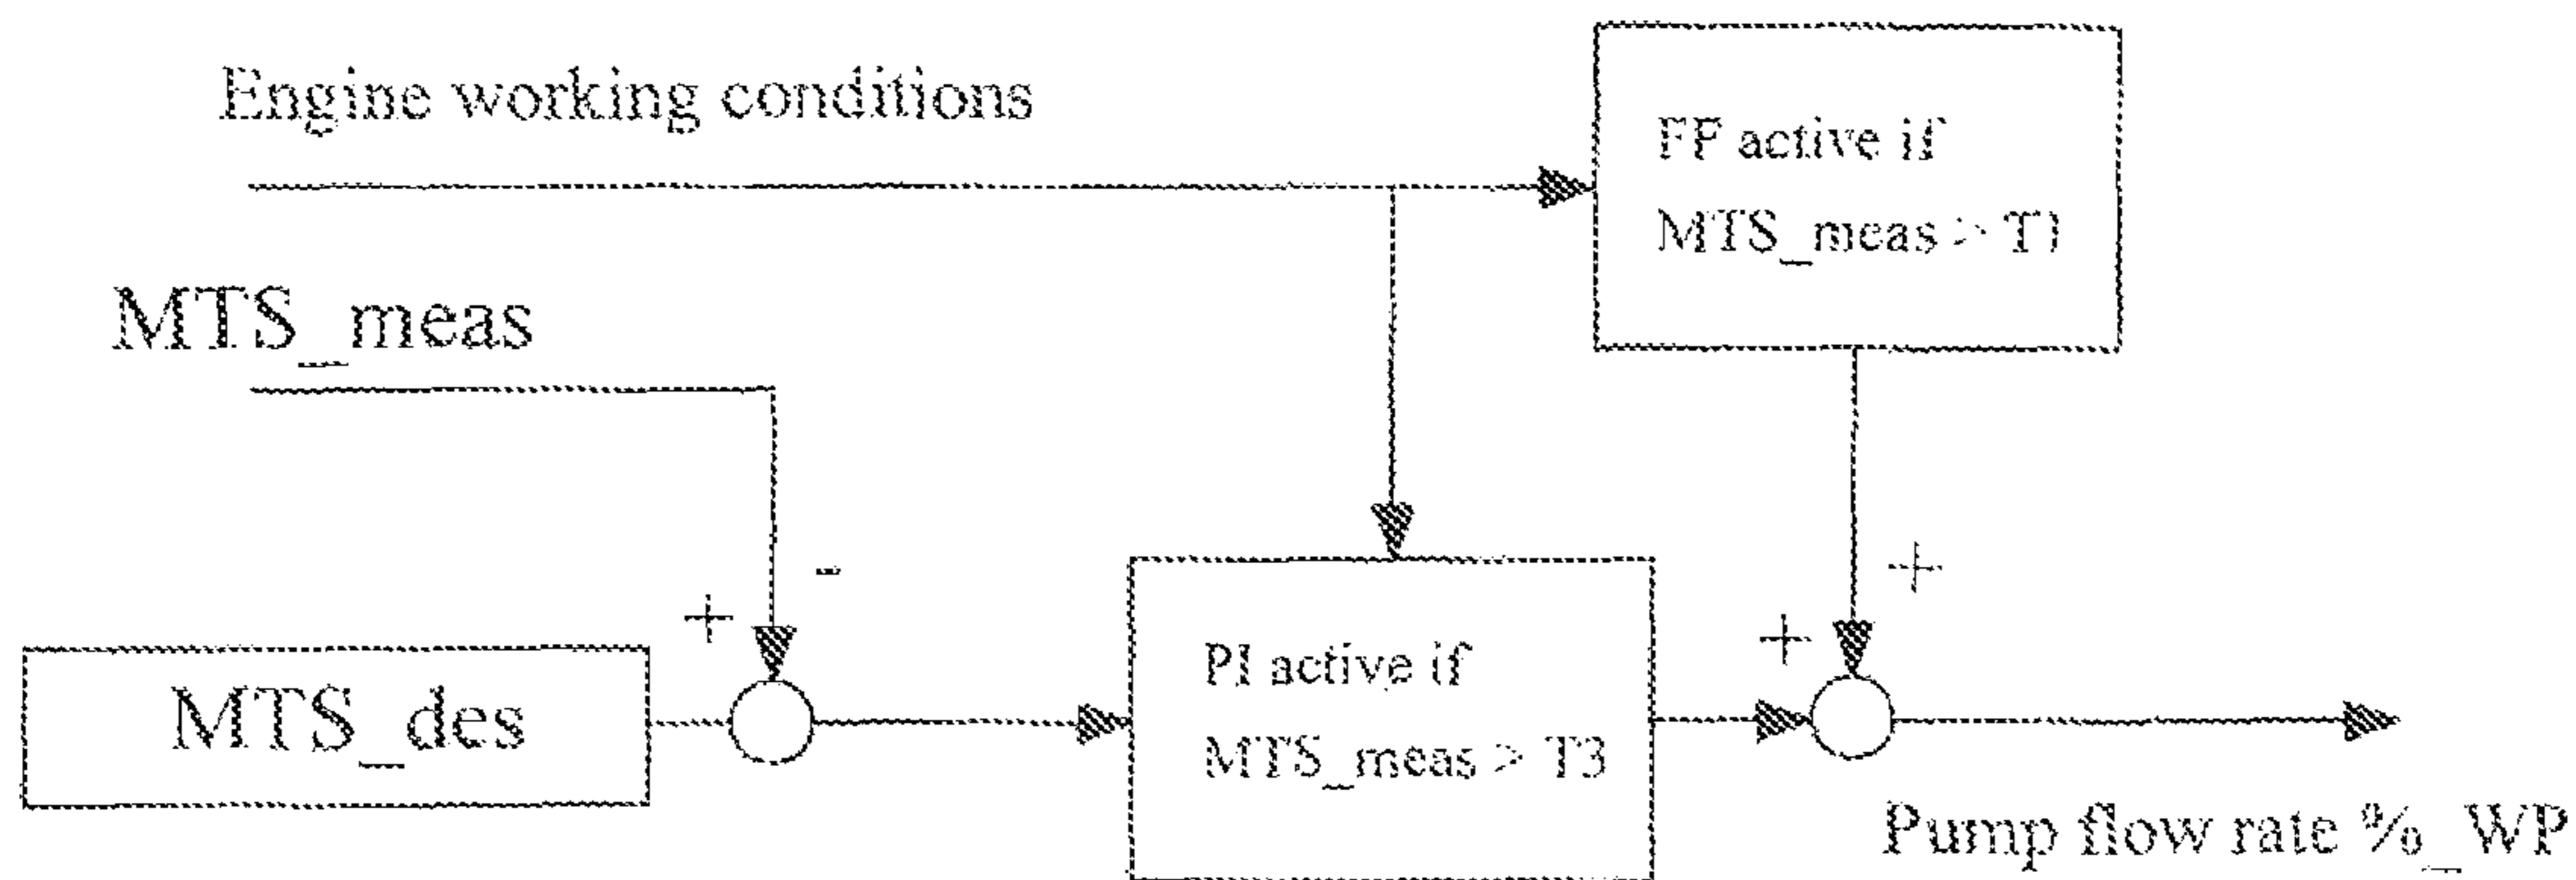 Engine working conditions
FF active if
MTS_meas > T1
MTS_meas
-
+
+
+
MTS_des
PI active if
MTS_meas > T3
Pump flow rate %_WP